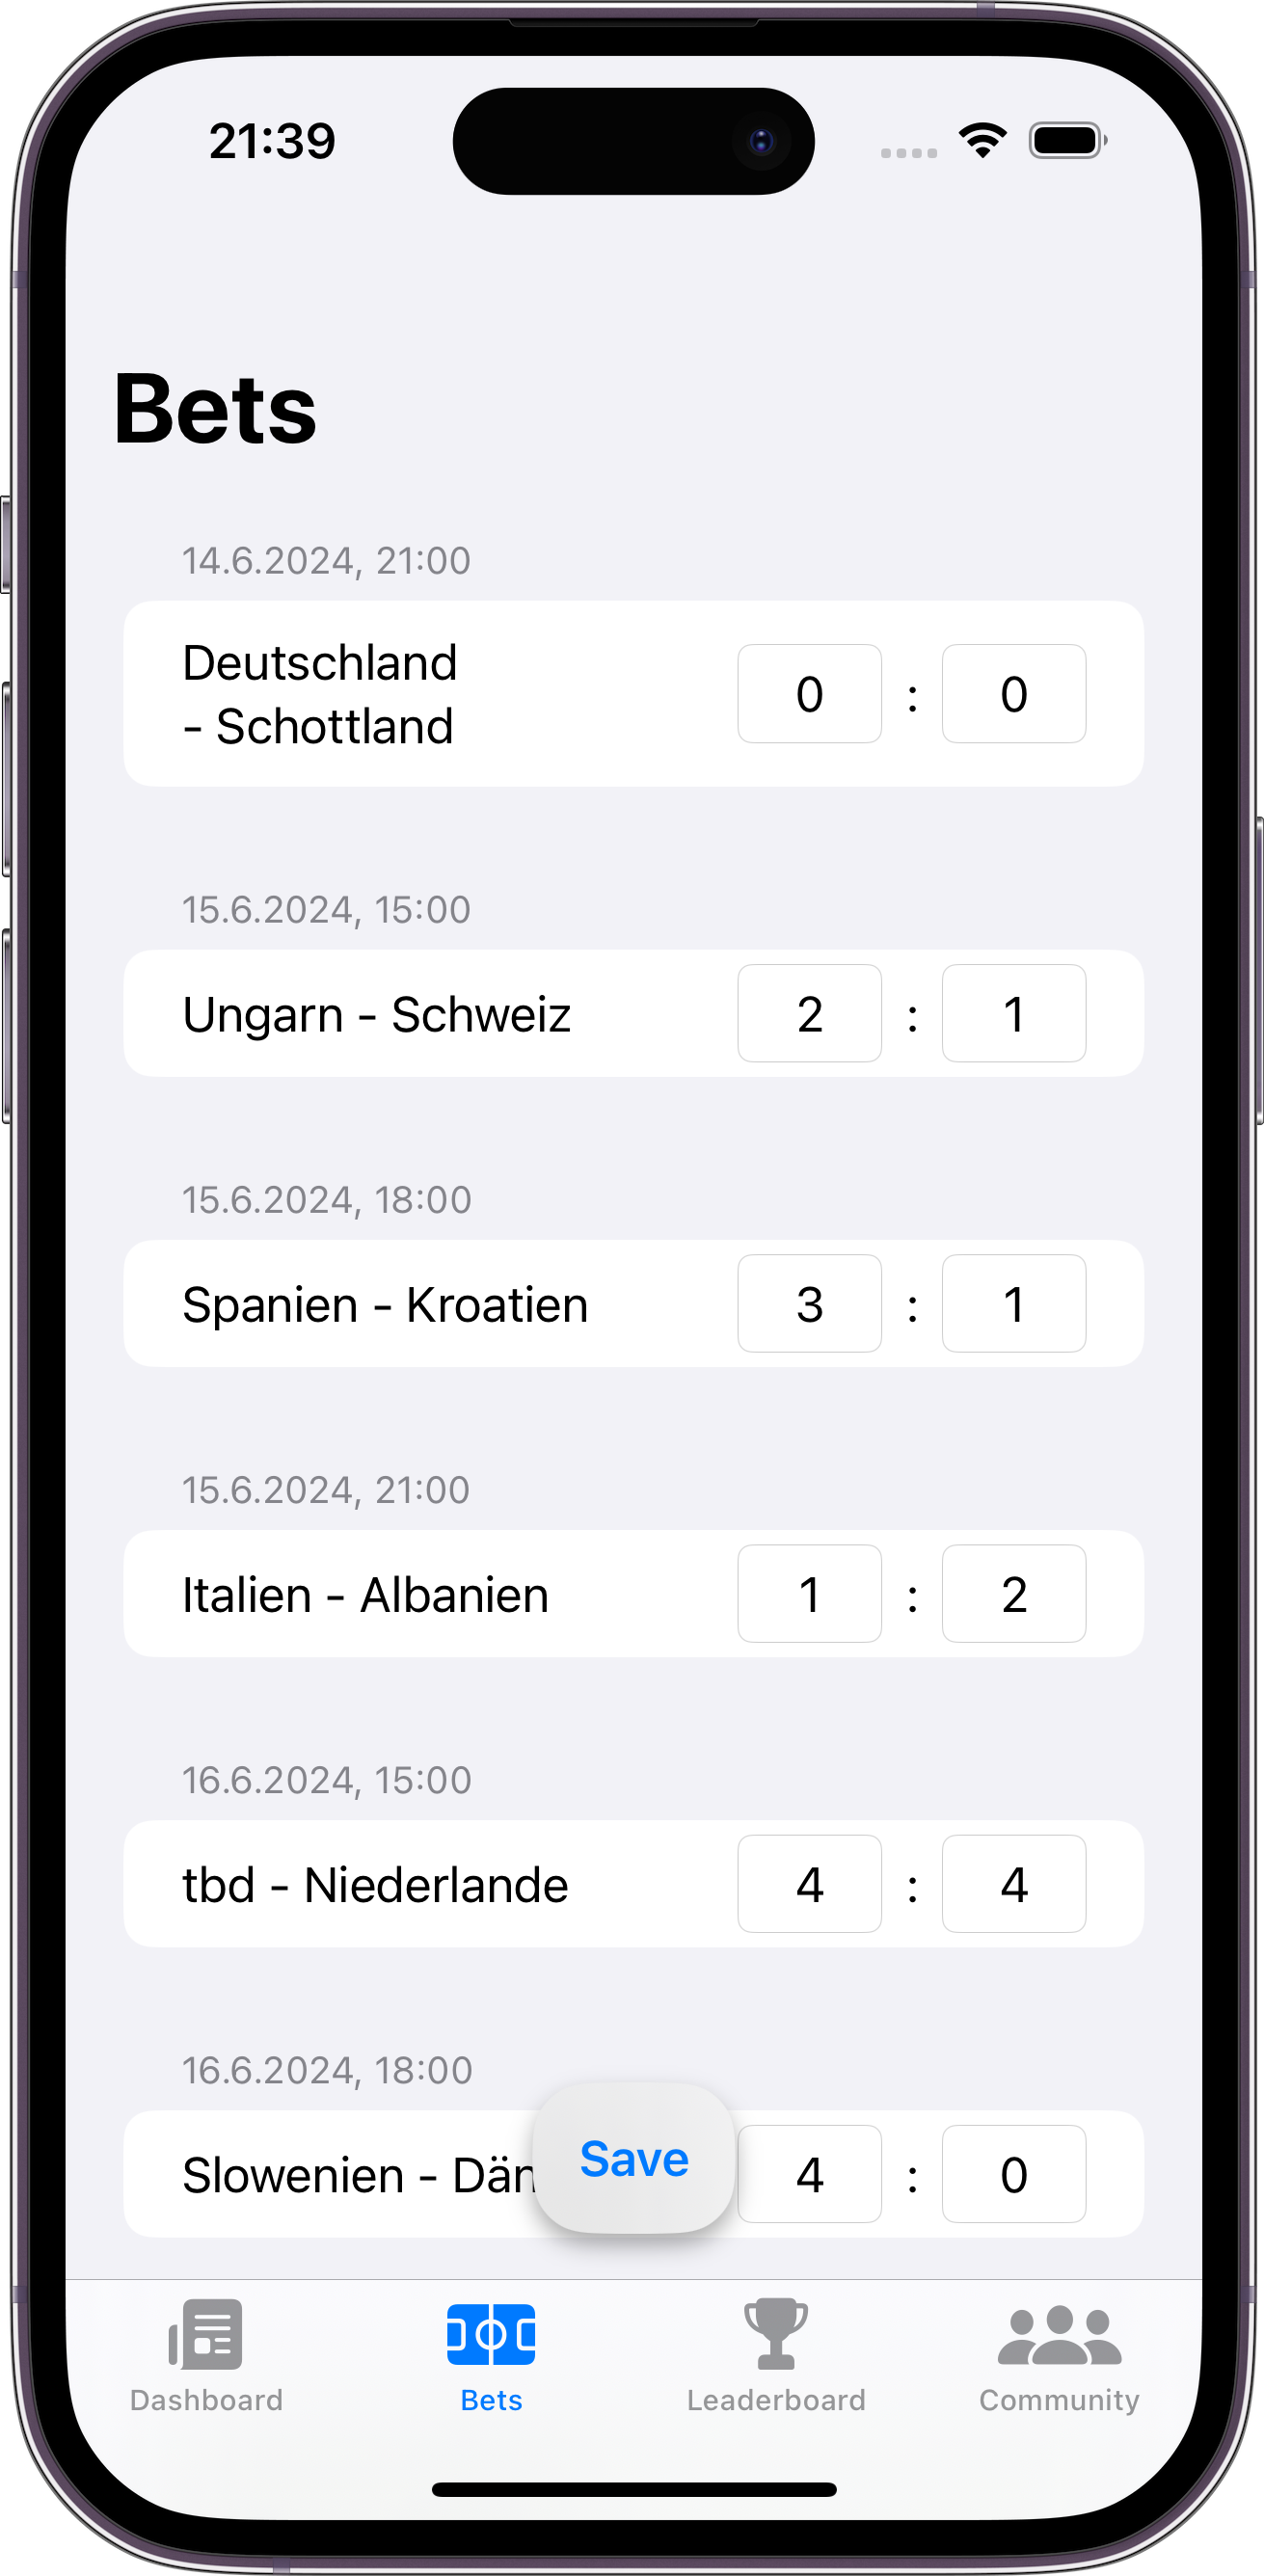 21:39
Bets
14.6.2024, 21:00
Deutschland
- Schottland
0 : 0
15.6.2024, 15:00
Ungarn - Schweiz 2 : 1
15.6.2024, 18:00
Spanien - Kroatien 3 : 1
15.6.2024, 21:00
Italien - Albanien 1 : 2
16.6.2024, 15:00
tbd - Niederlande 4 : 4
16.6.2024, 18:00
Slowenien - Dän 4 : 0
Save
Dashboard Bets Leaderboard Community